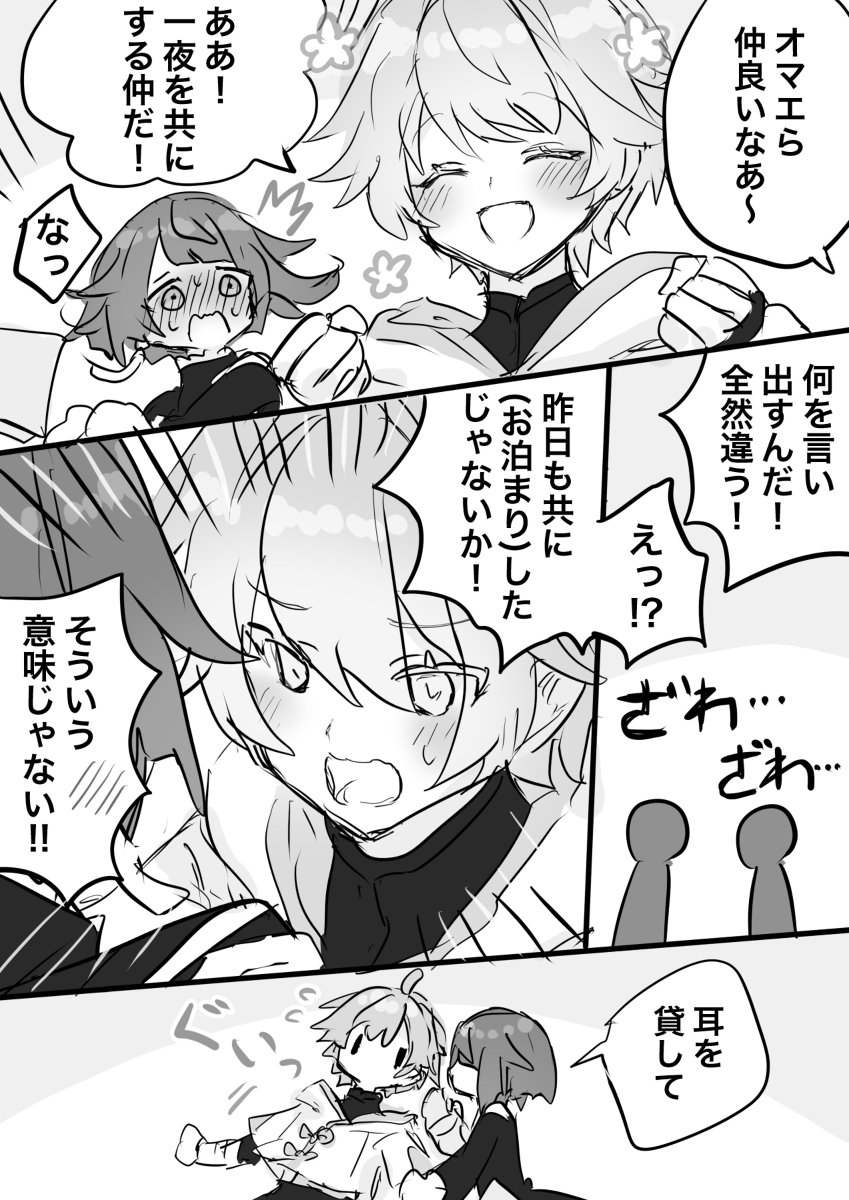 オマエら
仲良いなあ～
ああ！
一夜を共に
する仲だ！
なっ
何を言い
出すんだ！
全然違う！
えっ!?
昨日も共に
(お泊まり)した
じゃないか！
そういう
意味じゃない!!
ざわ…
ざわ…
耳を
貸して
ぐいっ